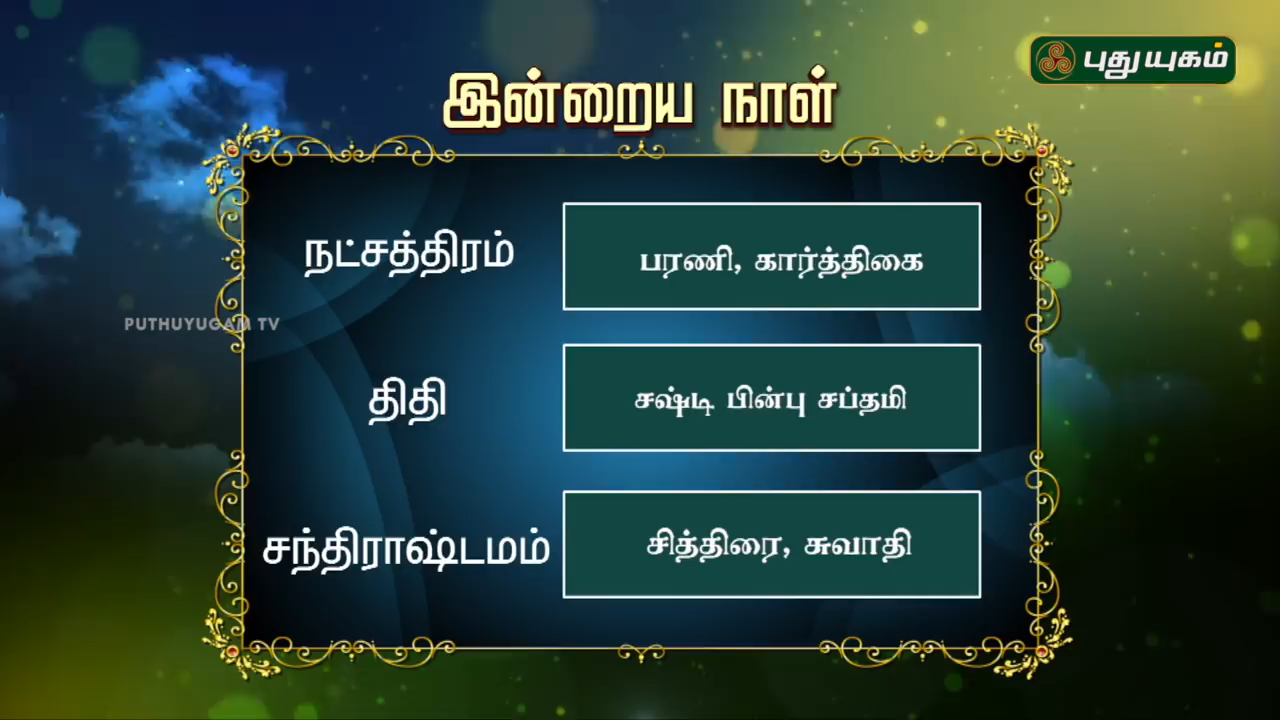 புதுயுகம்
இன்றைய நாள்
நட்சத்திரம்
பரணி, கார்த்திகை
PUTHUYUGAM TV
திதி
சஷ்டி பின்பு சப்தமி
சந்திராஷ்டமம்
சித்திரை, சுவாதி